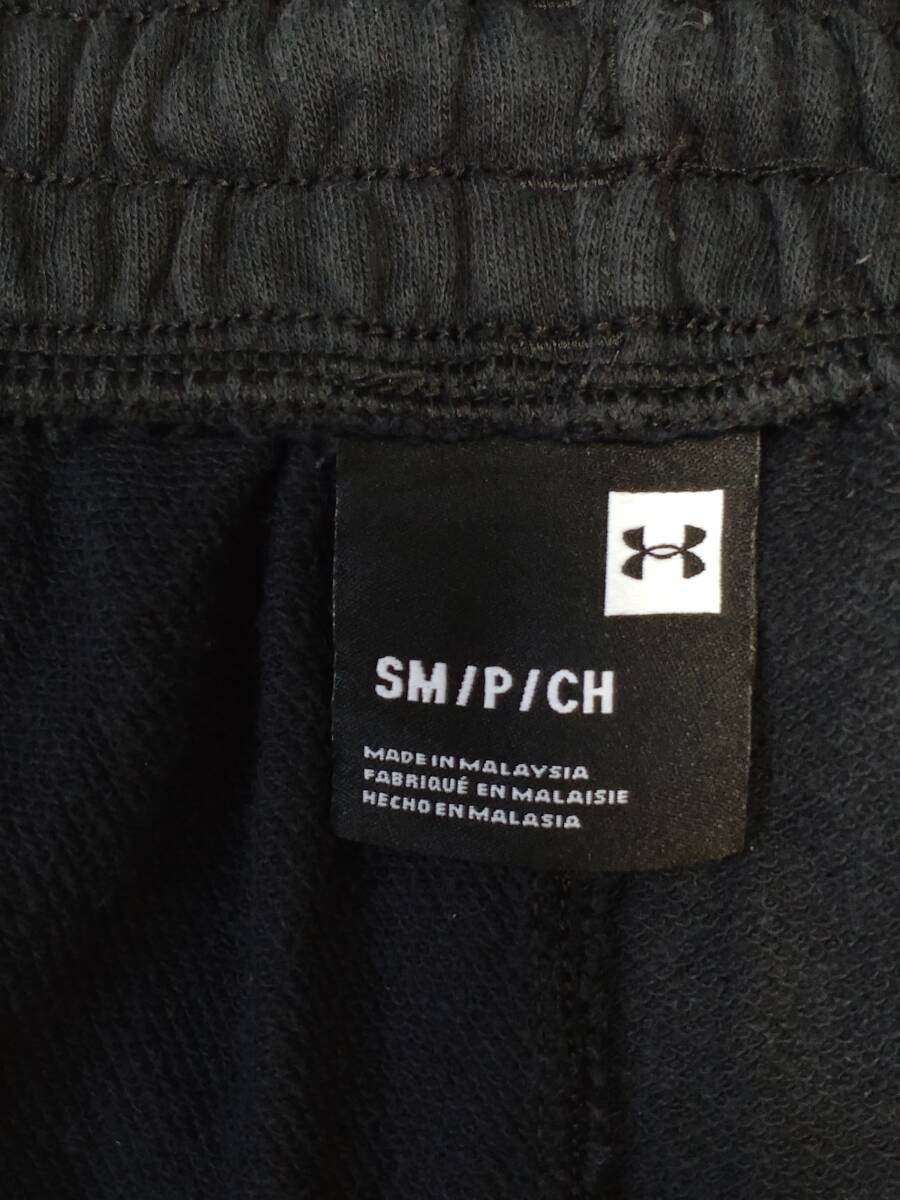 SM/P/CH
MADE IN MALAYSIA
FABRIQUÉ EN MALAISIE
HECHO EN MALASIA